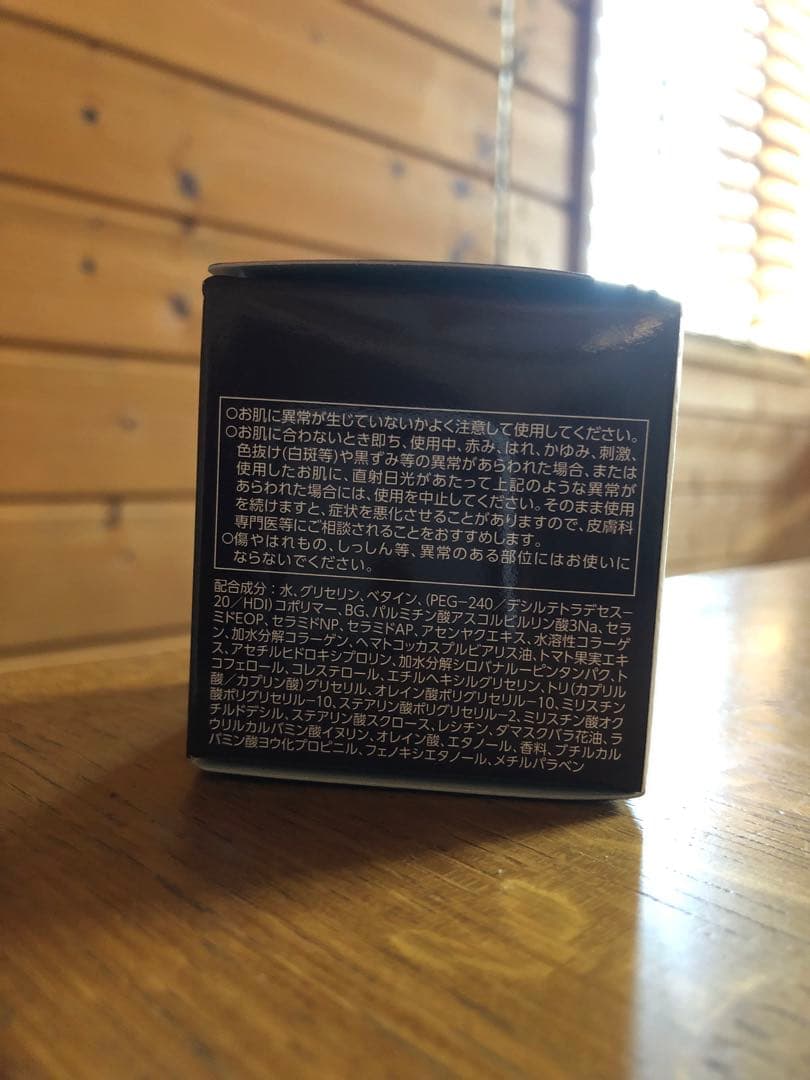 ○お肌に異常が生じていないかよく注意して使用してください。
○お肌に合わないとき即ち、使用中、赤み、はれ、かゆみ、刺激、
色抜け(白斑等)や黒ずみ等の異常があらわれた場合、または
使用したお肌に、直射日光があたって上記のような異常が
あらわれた場合には、使用を中止してください。そのまま使用
を続けますと、症状を悪化させることがありますので、皮膚科
専門医等にご相談されることをおすすめします。
○傷やはれもの、しっしん等、異常のある部位にはお使いに
ならないでください。
配合成分：水、グリセリン、ベタイン、(PEG-240／デシルテトラデセス-
20／HDI)コポリマー、BG、パルミチン酸アスコルビルリン酸3Na、セラ
ミドEOP、セラミドNP、セラミドAP、アセンヤクエキス、水溶性コラーゲ
ン、加水分解コラーゲン、ヘマトコッカスプルビアリス油、トマト果実エキ
ス、アセチルヒドロキシプロリン、加水分解シロバナルーピンタンパク、ト
コフェロール、コレステロール、エチルヘキシルグリセリン、トリ(カプリル
酸／カプリン酸)グリセリル、オレイン酸ポリグリセリル-10、ミリスチン
酸ポリグリセリル-10、ステアリン酸ポリグリセリル-2、ミリスチン酸オク
チルドデシル、ステアリン酸スクロース、レシチン、ダマスクバラ花油、ラ
ウリルカルバミン酸イヌリン、オレイン酸、エタノール、香料、ブチルカル
バミン酸ヨウ化プロピニル、フェノキシエタノール、メチルパラベン